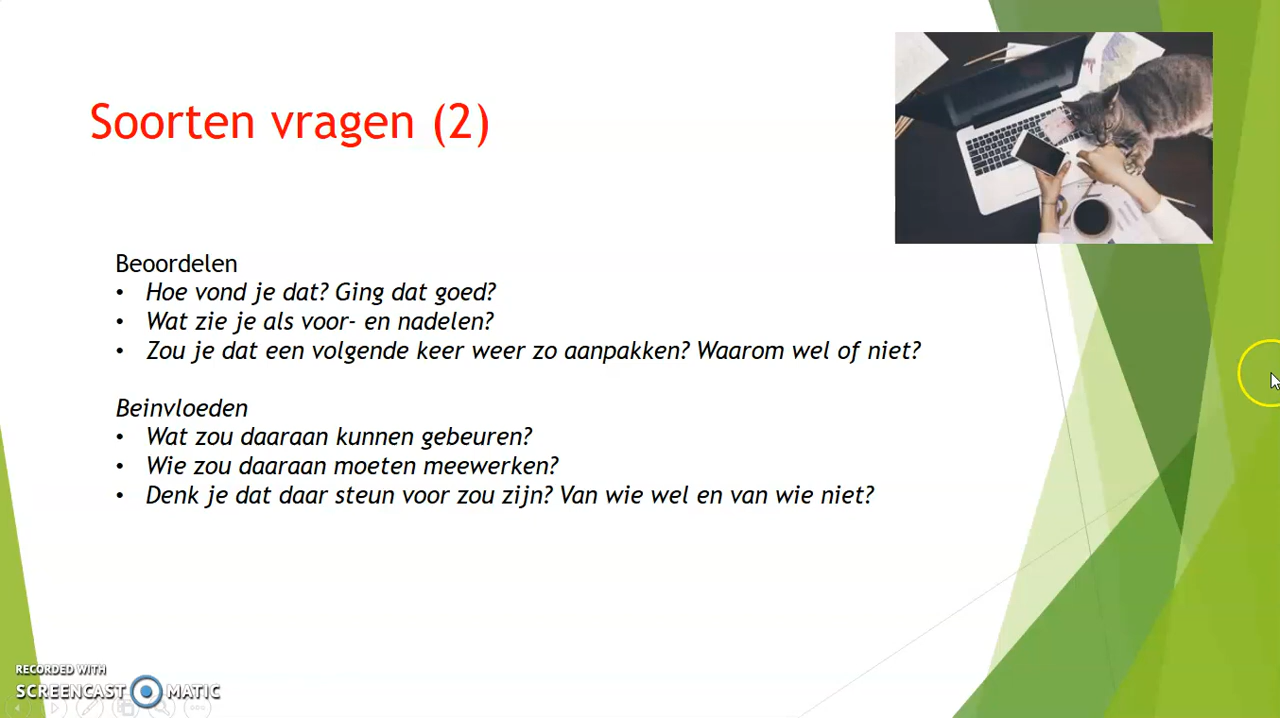 Soorten vragen (2)
Beoordelen
• Hoe vond je dat? Ging dat goed?
• Wat zie je als voor- en nadelen?
• Zou je dat een volgende keer weer zo aanpakken? Waarom wel of niet?
Beinvloeden
• Wat zou daaraan kunnen gebeuren?
• Wie zou daaraan moeten meewerken?
• Denk je dat daar steun voor zou zijn? Van wie wel en van wie niet?
RECORDED WITH
SCREENCAST MATIC